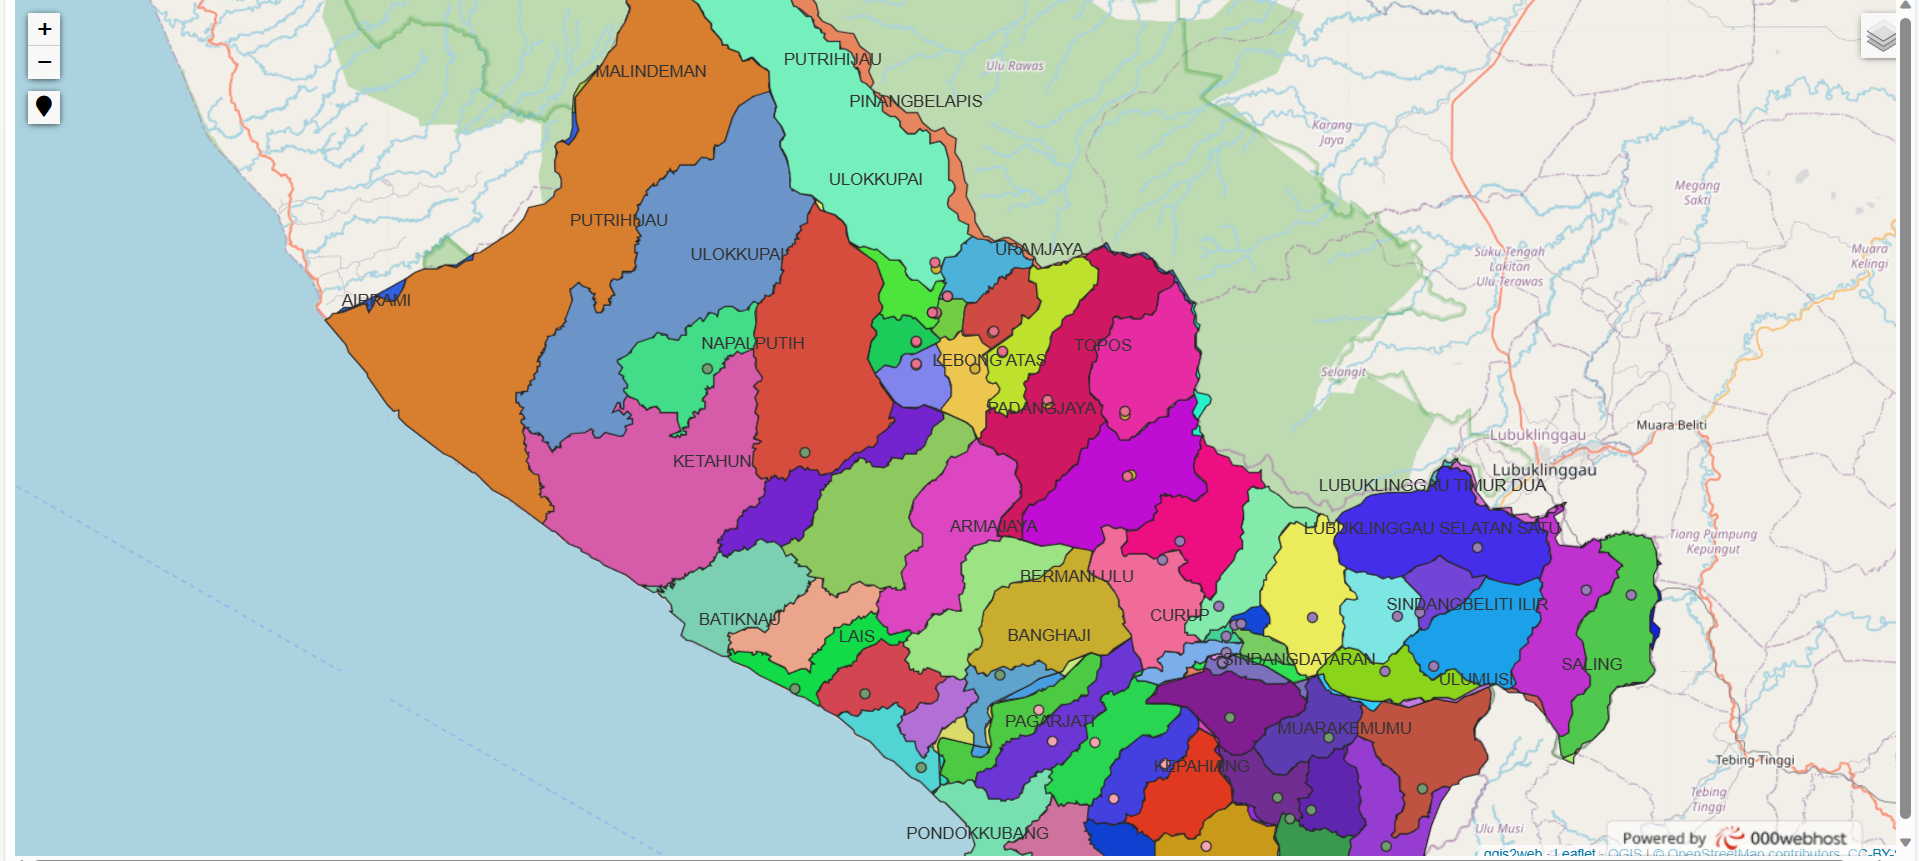 +
−
PUTRIHIJAU
Ulu Rawas
MALINDEMAN
PINANGBELAPIS
Karang
Jaya
ULOKKUPAI
Megang
Sakti
PUTRIHIJAU
ULOKKUPAI
URAMJAYA
Suku Tengah
Lakitan
Ulu Terawas
Muara
Kelingi
AIRRAMI
NAPALPUTIH
LEBONG ATAS
TOPOS
Selangit
PADANGJAYA
Muara Beliti
Lubuklinggau
KETAHUN
Lubuklinggau
LUBUKLINGGAU TIMUR DUA
ARMAJAYA
LUBUKLINGGAU SELATAN SATU
Tiang Pumpung
Kepungut
BERMANI ULU
SINDANGBELITI ILIR
BATIKNAU
CURUP
LAIS
BANGHAJI
SINDANGDATARAN
SALING
ULUMUSI
PAGARJATI
MUARAKEMUMU
KEPAHIANG
Tebing Tinggi
Tebing
Tinggi
PONDOKKUBANG
Ulu Musi
Powered by 000webhost
qgis2web · Leaflet · QGIS | © OpenStreetMap contributors, CC-BY-